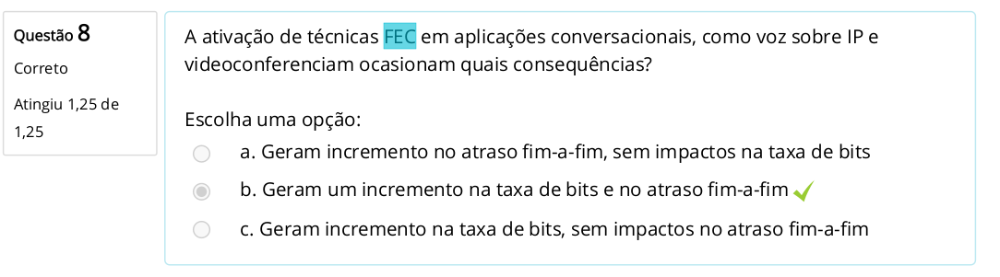 Questão 8
Correto
Atingiu 1,25 de
1,25
A ativação de técnicas FEC em aplicações conversacionais, como voz sobre IP e
videoconferenciam ocasionam quais consequências?
Escolha uma opção:
a. Geram incremento no atraso fim-a-fim, sem impactos na taxa de bits
b. Geram um incremento na taxa de bits e no atraso fim-a-fim
c. Geram incremento na taxa de bits, sem impactos no atraso fim-a-fim